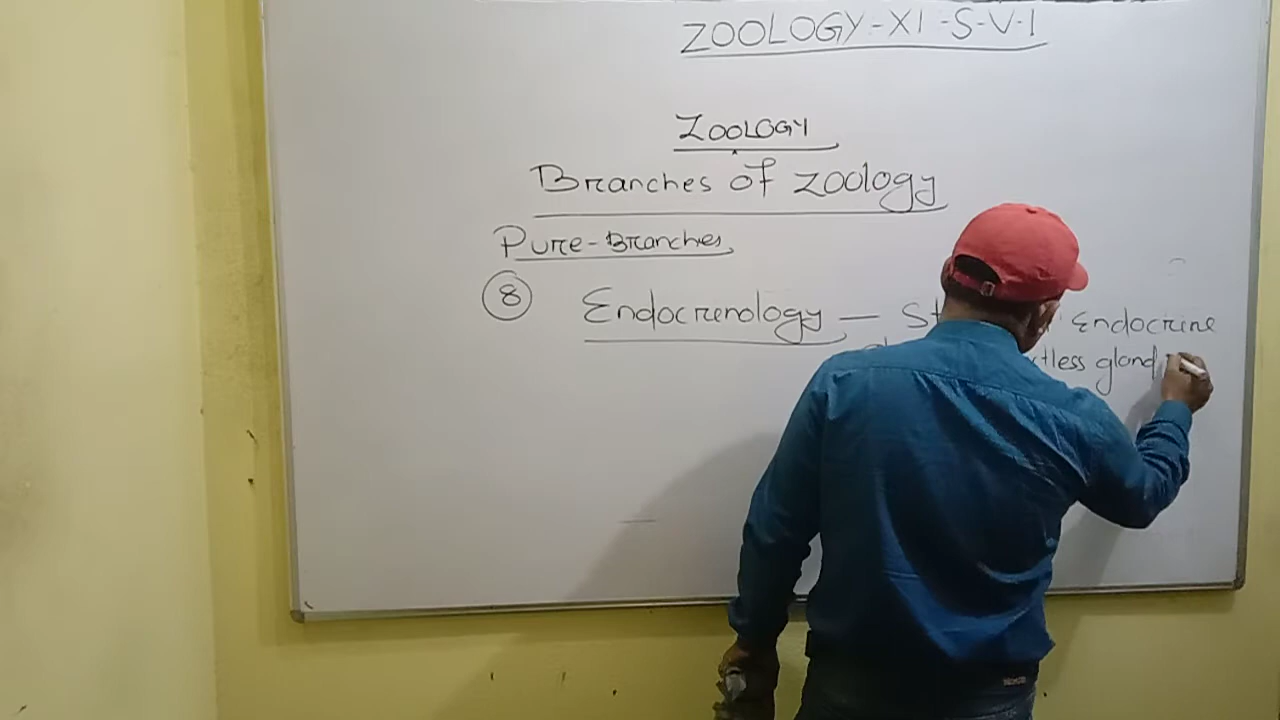 ZOOLOGY-XI-S-V-1
ZOOLOGY
Branches of zoology
Pure-Branches
8 Endocrenology — Endocrine
gland